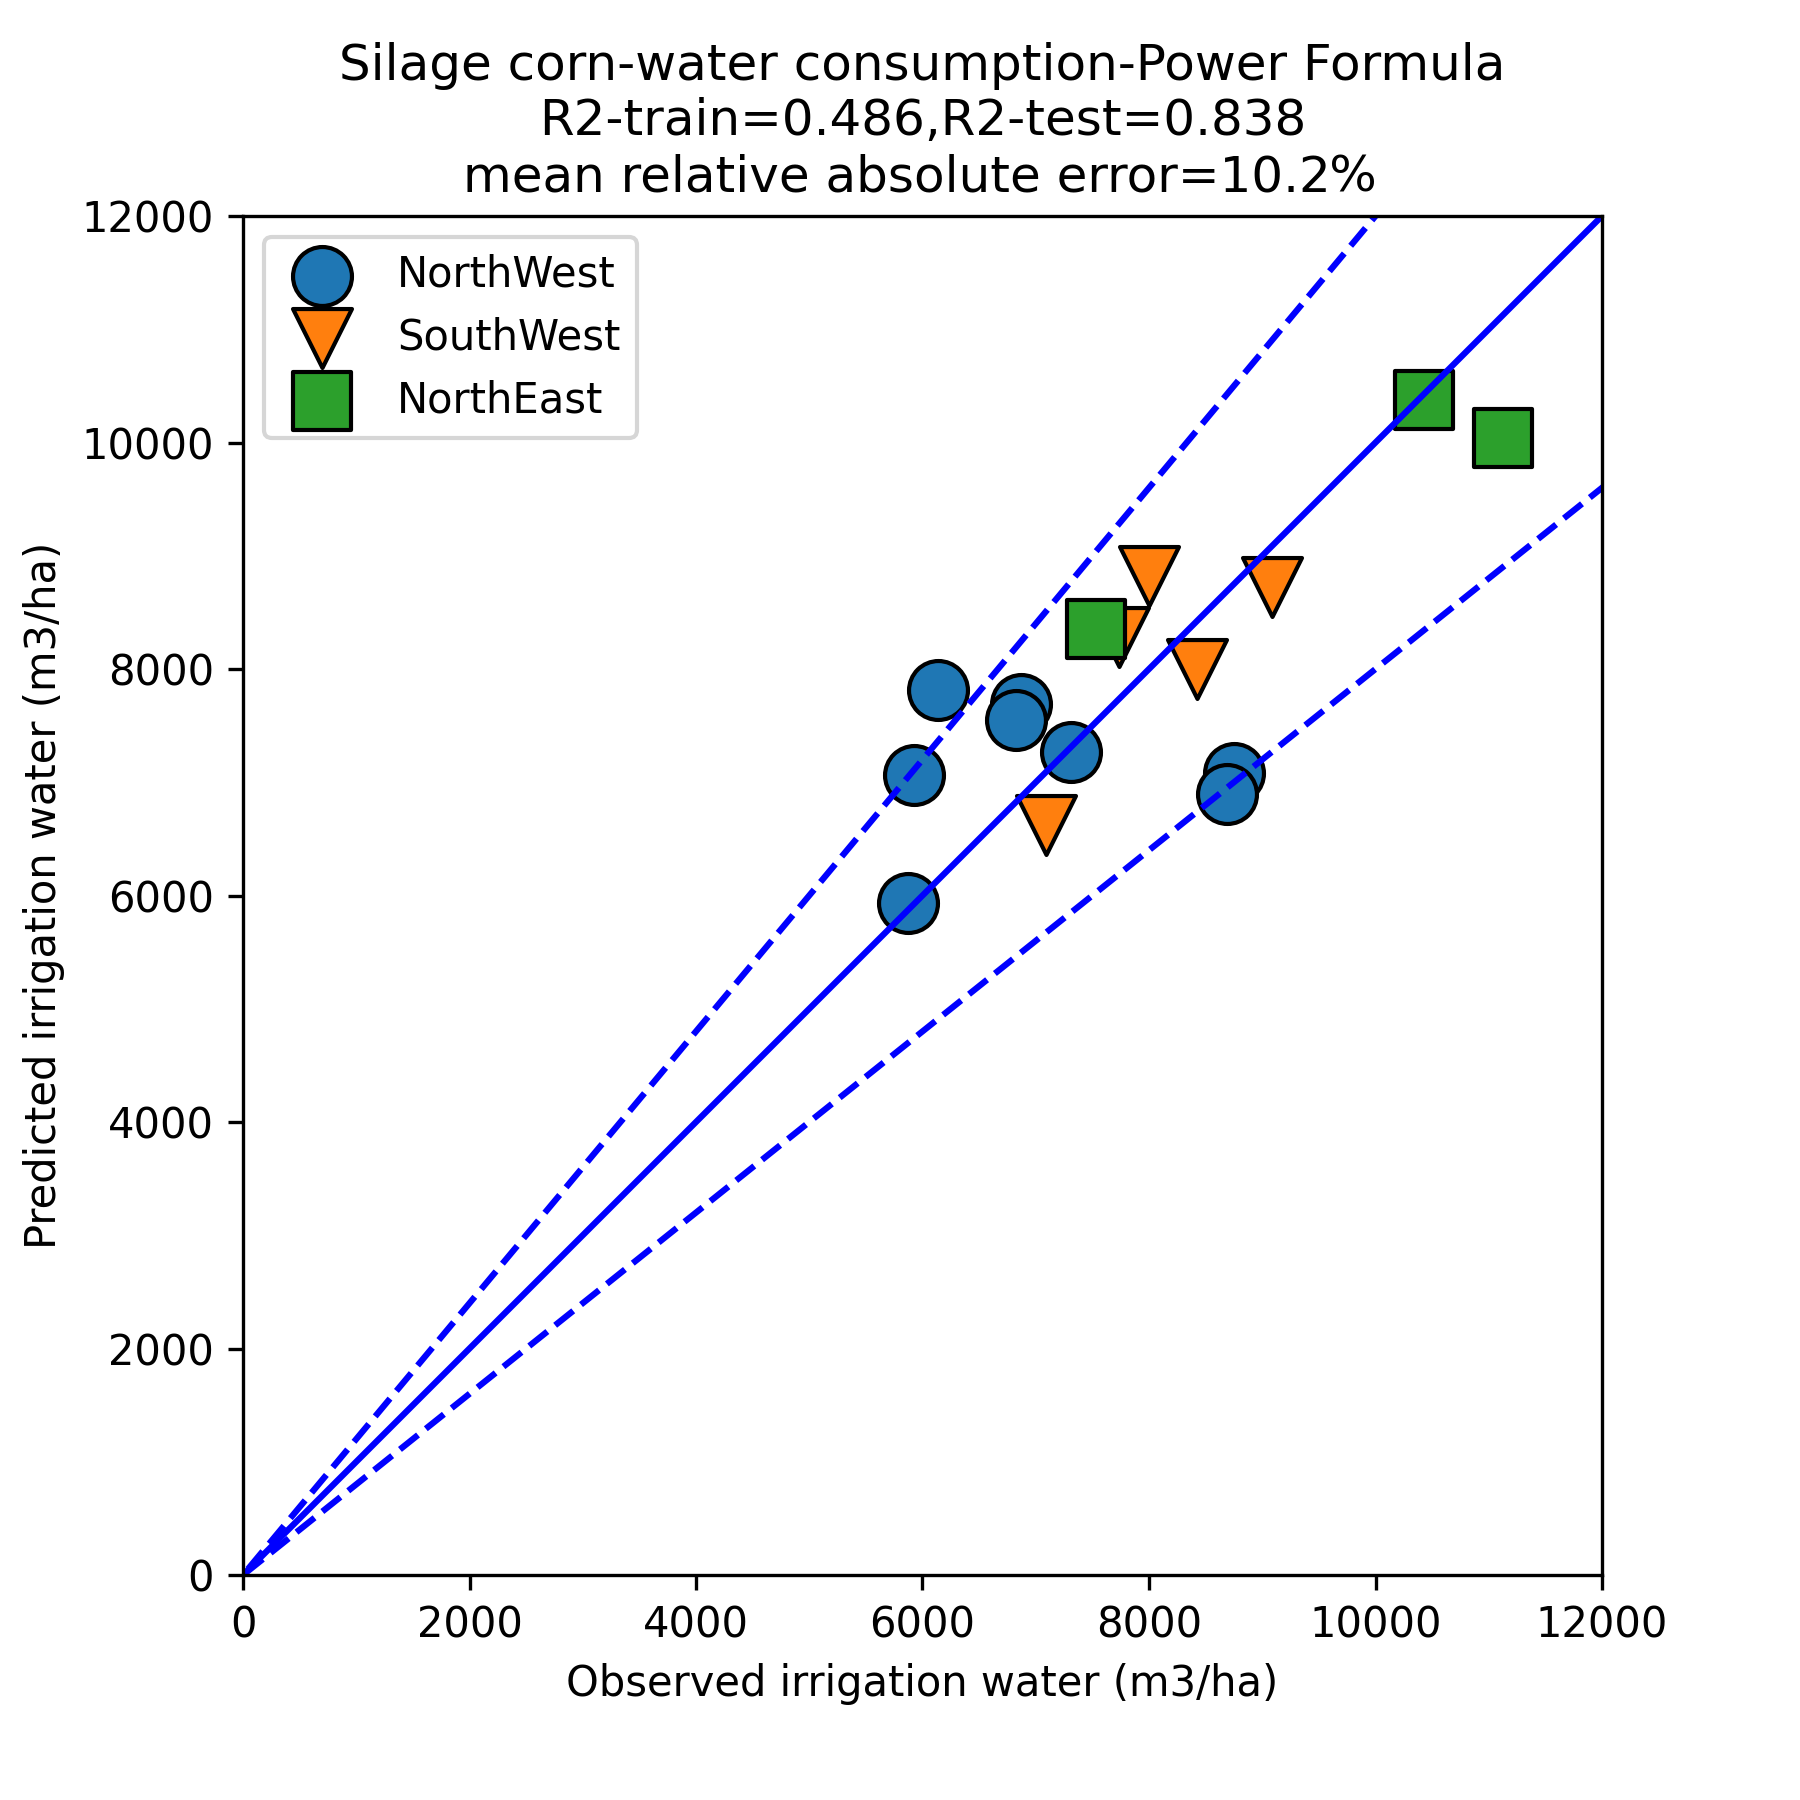 Silage corn-water consumption-Power Formula
R2-train=0.486,R2-test=0.838
mean relative absolute error=10.2%
12000
10000
8000
6000
4000
2000
0
Predicted irrigation water (m3/ha)
NorthWest
SouthWest
NorthEast
0 2000 4000 6000 8000 10000 12000
Observed irrigation water (m3/ha)